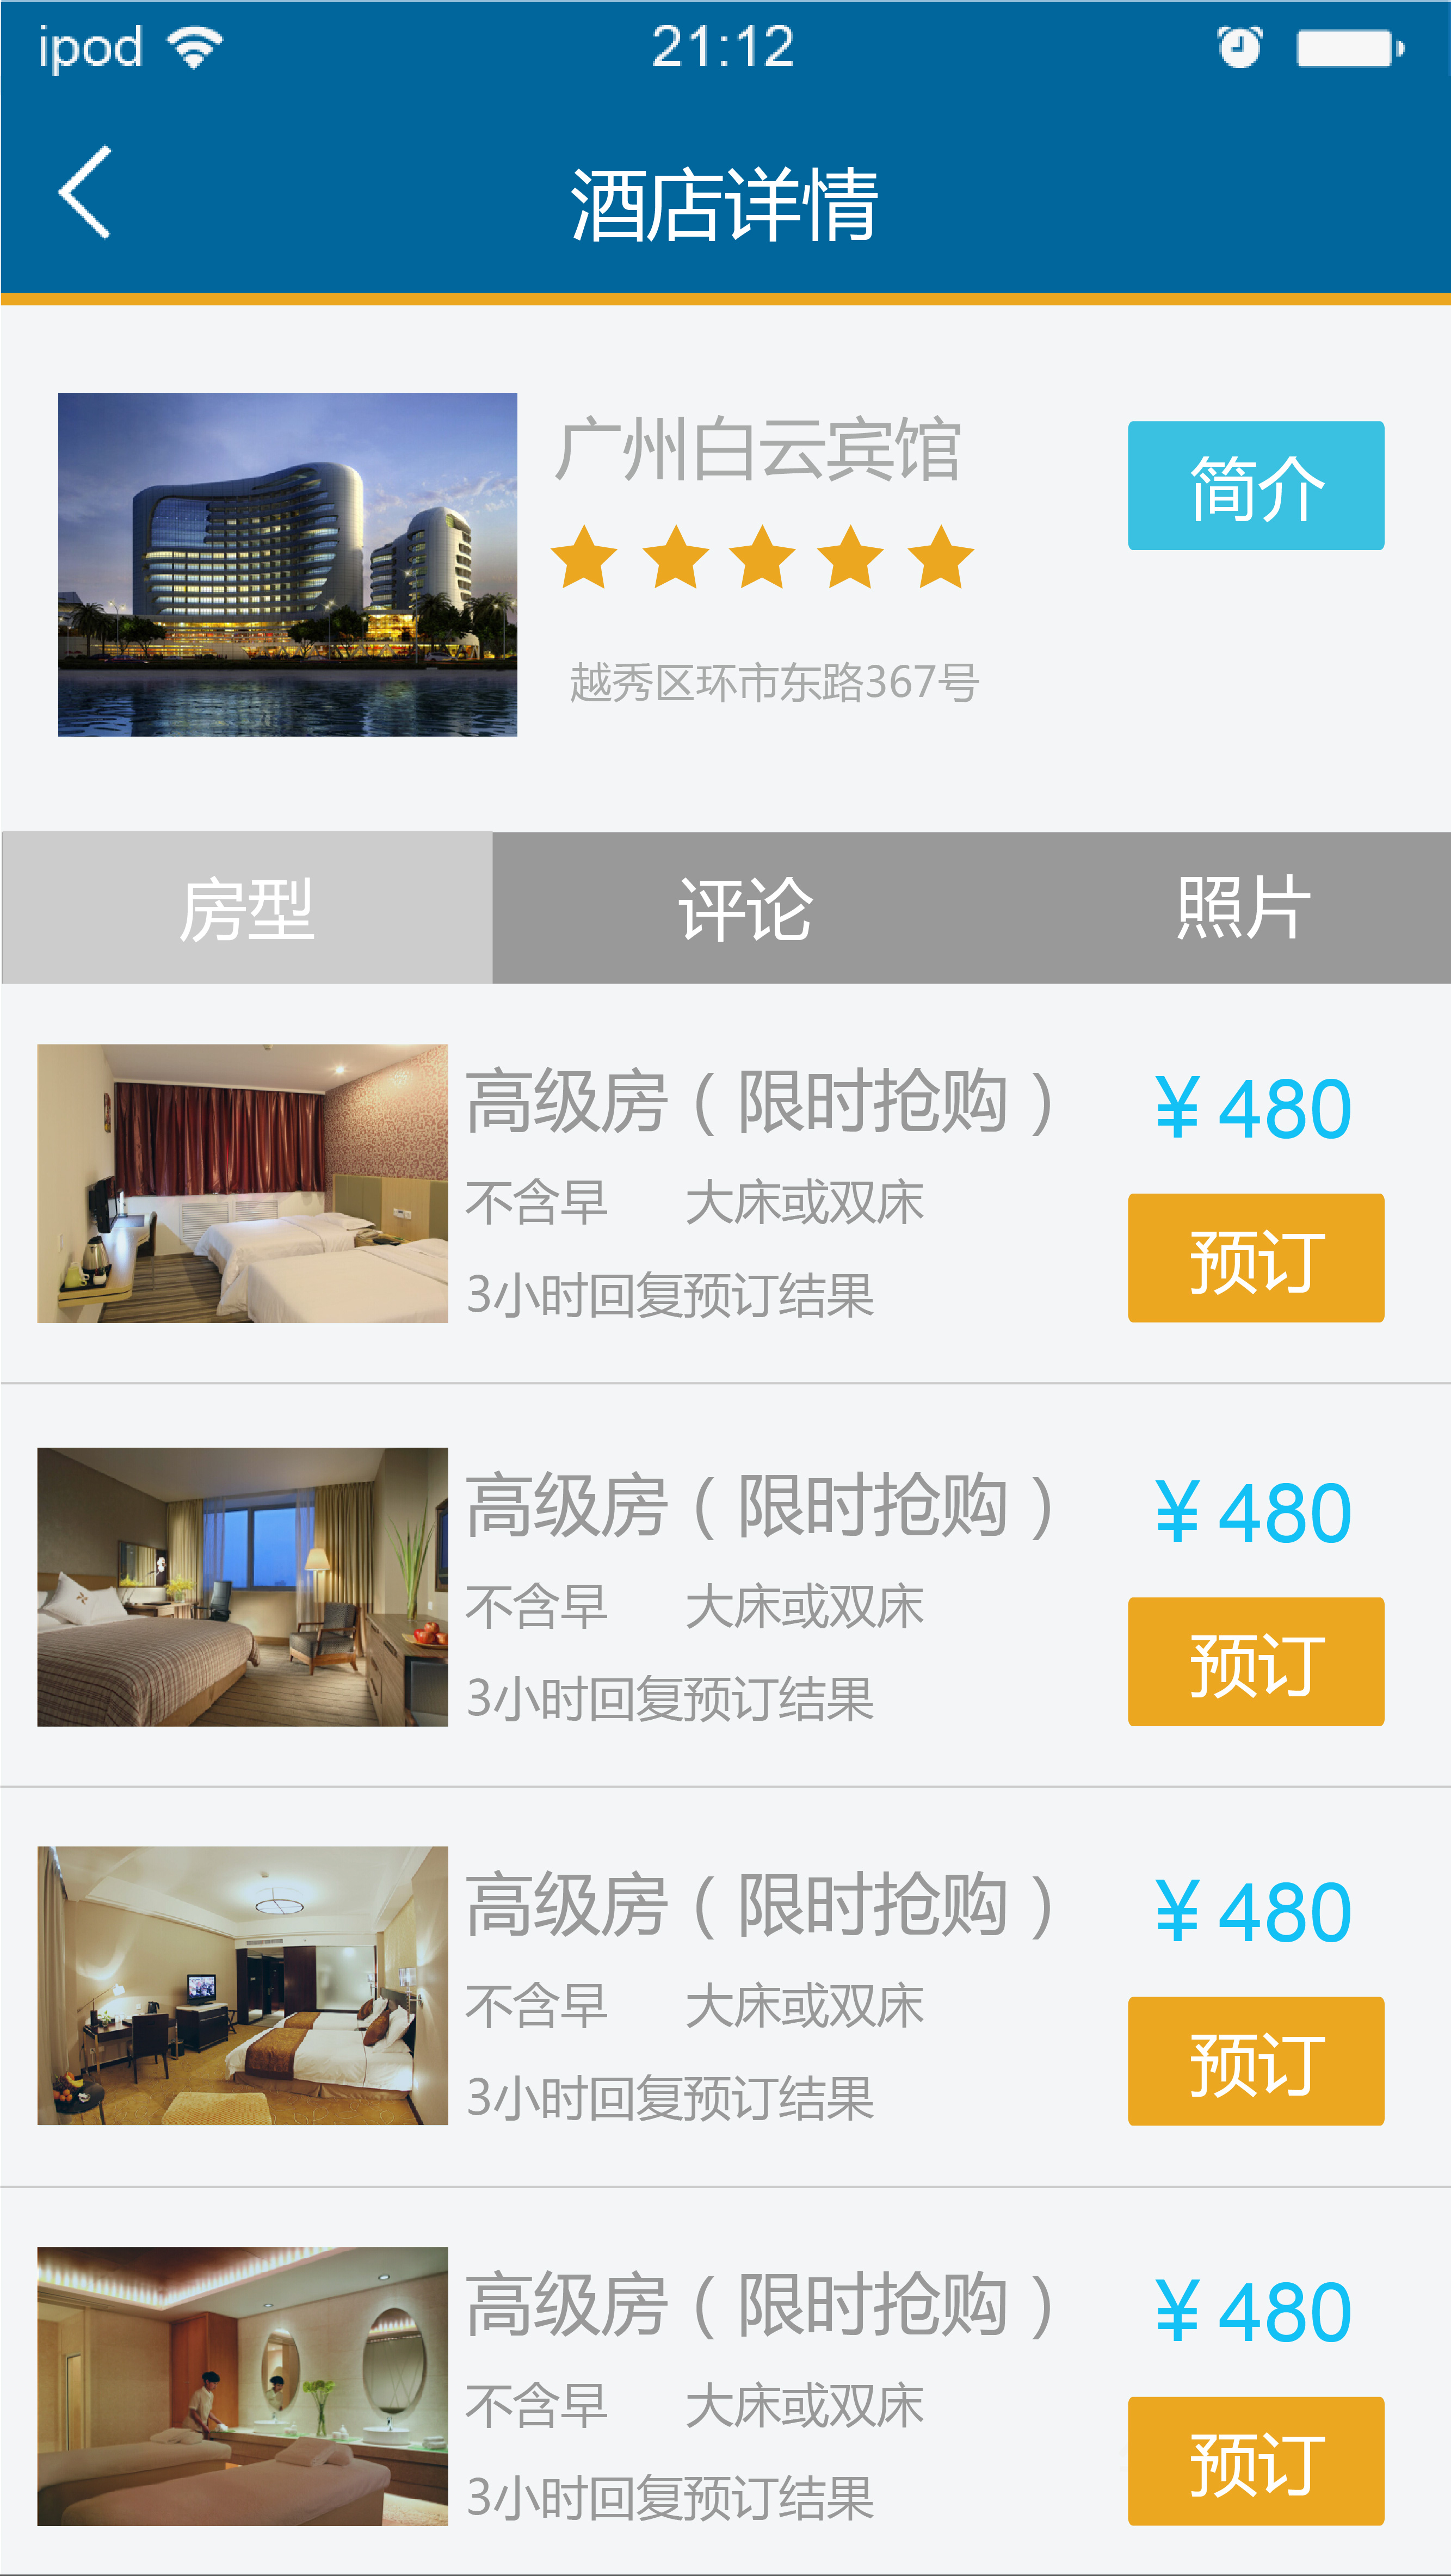 ipod 21:12
酒店详情
广州白云宾馆
简介
越秀区环市东路367号
房型 评论 照片
高级房（限时抢购） ¥480
不含早 大床或双床
预订
3小时回复预订结果
高级房（限时抢购） ¥480
不含早 大床或双床
预订
3小时回复预订结果
高级房（限时抢购） ¥480
不含早 大床或双床
预订
3小时回复预订结果
高级房（限时抢购） ¥480
不含早 大床或双床
预订
3小时回复预订结果